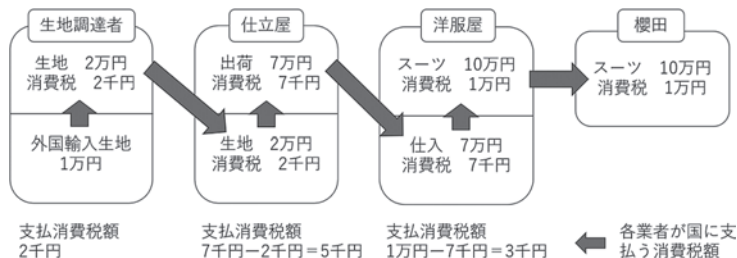 生地調達者
生地 2万円
消費税 2千円
外国輸入生地
1万円
支払消費税額
2千円
仕立屋
出荷 7万円
消費税 7千円
生地 2万円
消費税 2千円
支払消費税額
7千円ー2千円＝5千円
洋服屋
スーツ 10万円
消費税 1万円
仕入 7万円
消費税 7千円
支払消費税額
1万円ー7千円＝3千円
櫻田
スーツ 10万円
消費税 1万円
各業者が国に支
払う消費税額